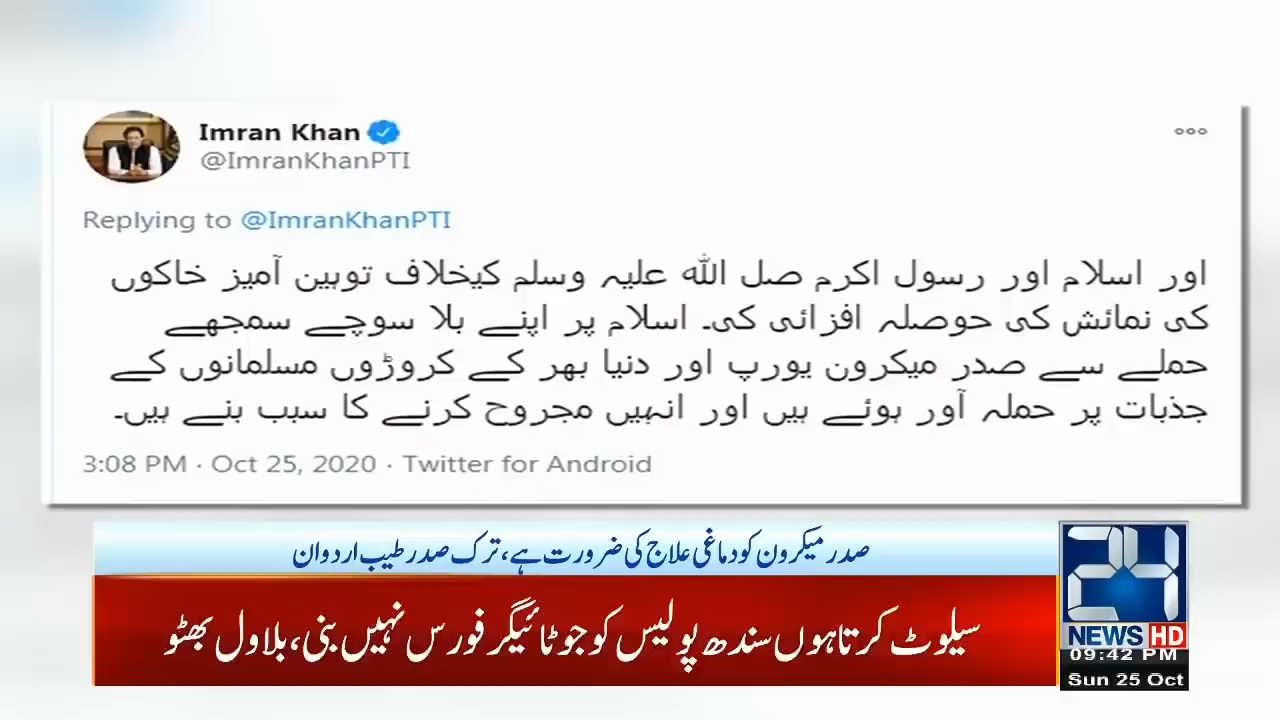 Imran Khan
@ImranKhanPTI
Replying to @ImranKhanPTI
اور اسلام اور رسول اکرم صل اللہ علیہ وسلم کیخلاف توہین آمیز خاکوں
کی نمائش کی حوصلہ افزائی کی۔ اسلام پر اپنے بلا سوچے سمجھے
حملے سے صدر میکرون یورپ اور دنیا بھر کے کروڑوں مسلمانوں کے
جذبات پر حملہ آور ہوئے ہیں اور انہیں مجروح کرنے کا سبب بنے ہیں۔
3:08 PM · Oct 25, 2020 · Twitter for Android
صدر میکرون کو دماغی علاج کی ضرورت ہے، ترک صدر طیب اردوان
سیلوٹ کرتا ہوں سندھ پولیس کو جو ٹائیگر فورس نہیں بنی، بلاول بھٹو
24
NEWS HD
09:42 PM
Sun 25 Oct